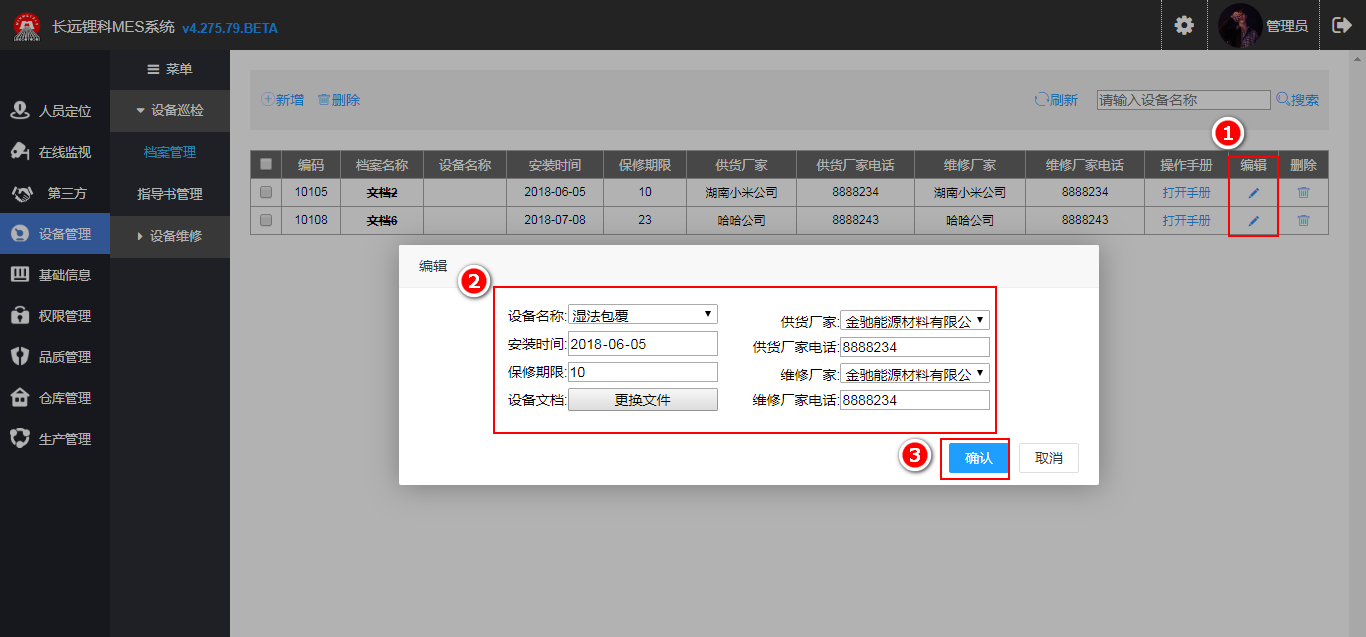 长远锂科MES系统 v4.275.79.BETA
管理员
菜单
人员定位
在线监视
第三方
设备管理
基础信息
权限管理
品质管理
仓库管理
生产管理
设备巡检
档案管理
指导书管理
设备维修
新增 删除
刷新 请输入设备名称 搜索
1
编码 档案名称 设备名称 安装时间 保修期限 供货厂家 供货厂家电话 维修厂家 维修厂家电话 操作手册 编辑 删除
10105 文档2 2018-06-05 10 湖南小米公司 8888234 湖南小米公司 8888234 打开手册
10108 文档6 2018-07-08 23 哈哈公司 8888243 哈哈公司 8888243 打开手册
编辑
2
设备名称: 湿法包覆
安装时间: 2018-06-05
保修期限: 10
设备文档: 更换文件
供货厂家: 金驰能源材料有限公
供货厂家电话: 8888234
维修厂家: 金驰能源材料有限公
维修厂家电话: 8888234
3
确认 取消